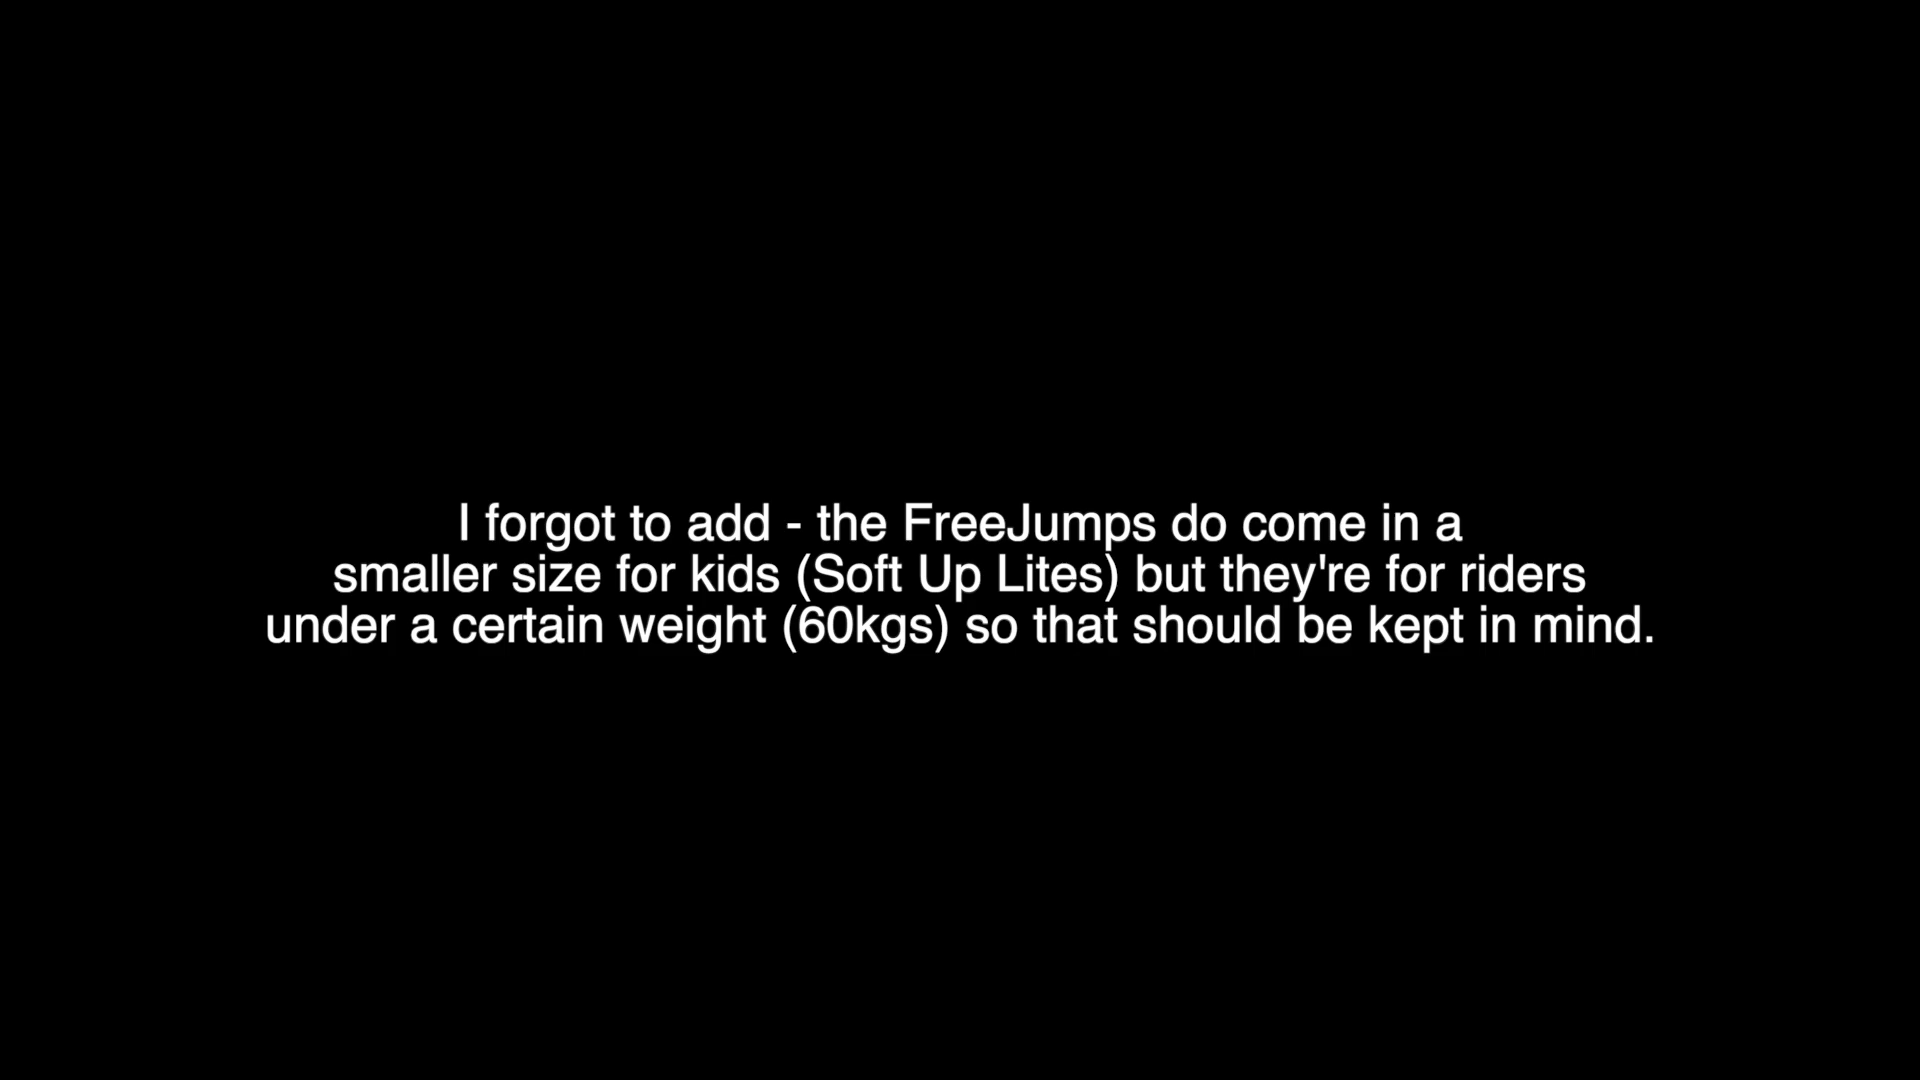 I forgot to add - the FreeJumps do come in a
smaller size for kids (Soft Up Lites) but they're for riders
under a certain weight (60kgs) so that should be kept in mind.